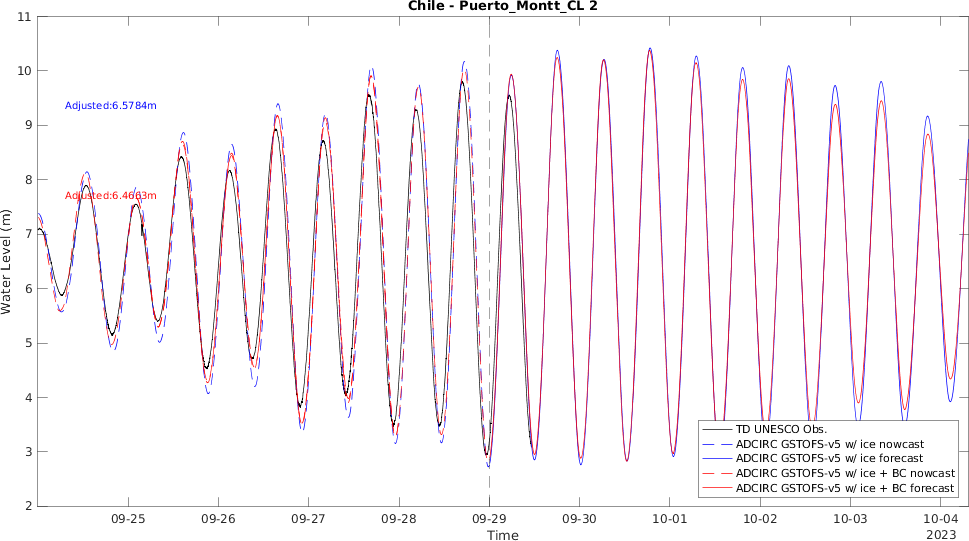 Chile - Puerto_Montt_CL 2
11
10
9
8
7
6
5
4
3
2
Water Level (m)
Adjusted:6.5784m
Adjusted:6.4663m
TD UNESCO Obs.
ADCIRC GSTOFS-v5 w/ ice nowcast
ADCIRC GSTOFS-v5 w/ ice forecast
ADCIRC GSTOFS-v5 w/ ice + BC nowcast
ADCIRC GSTOFS-v5 w/ ice + BC forecast
09-25 09-26 09-27 09-28 09-29 09-30 10-01 10-02 10-03 10-04
Time 2023